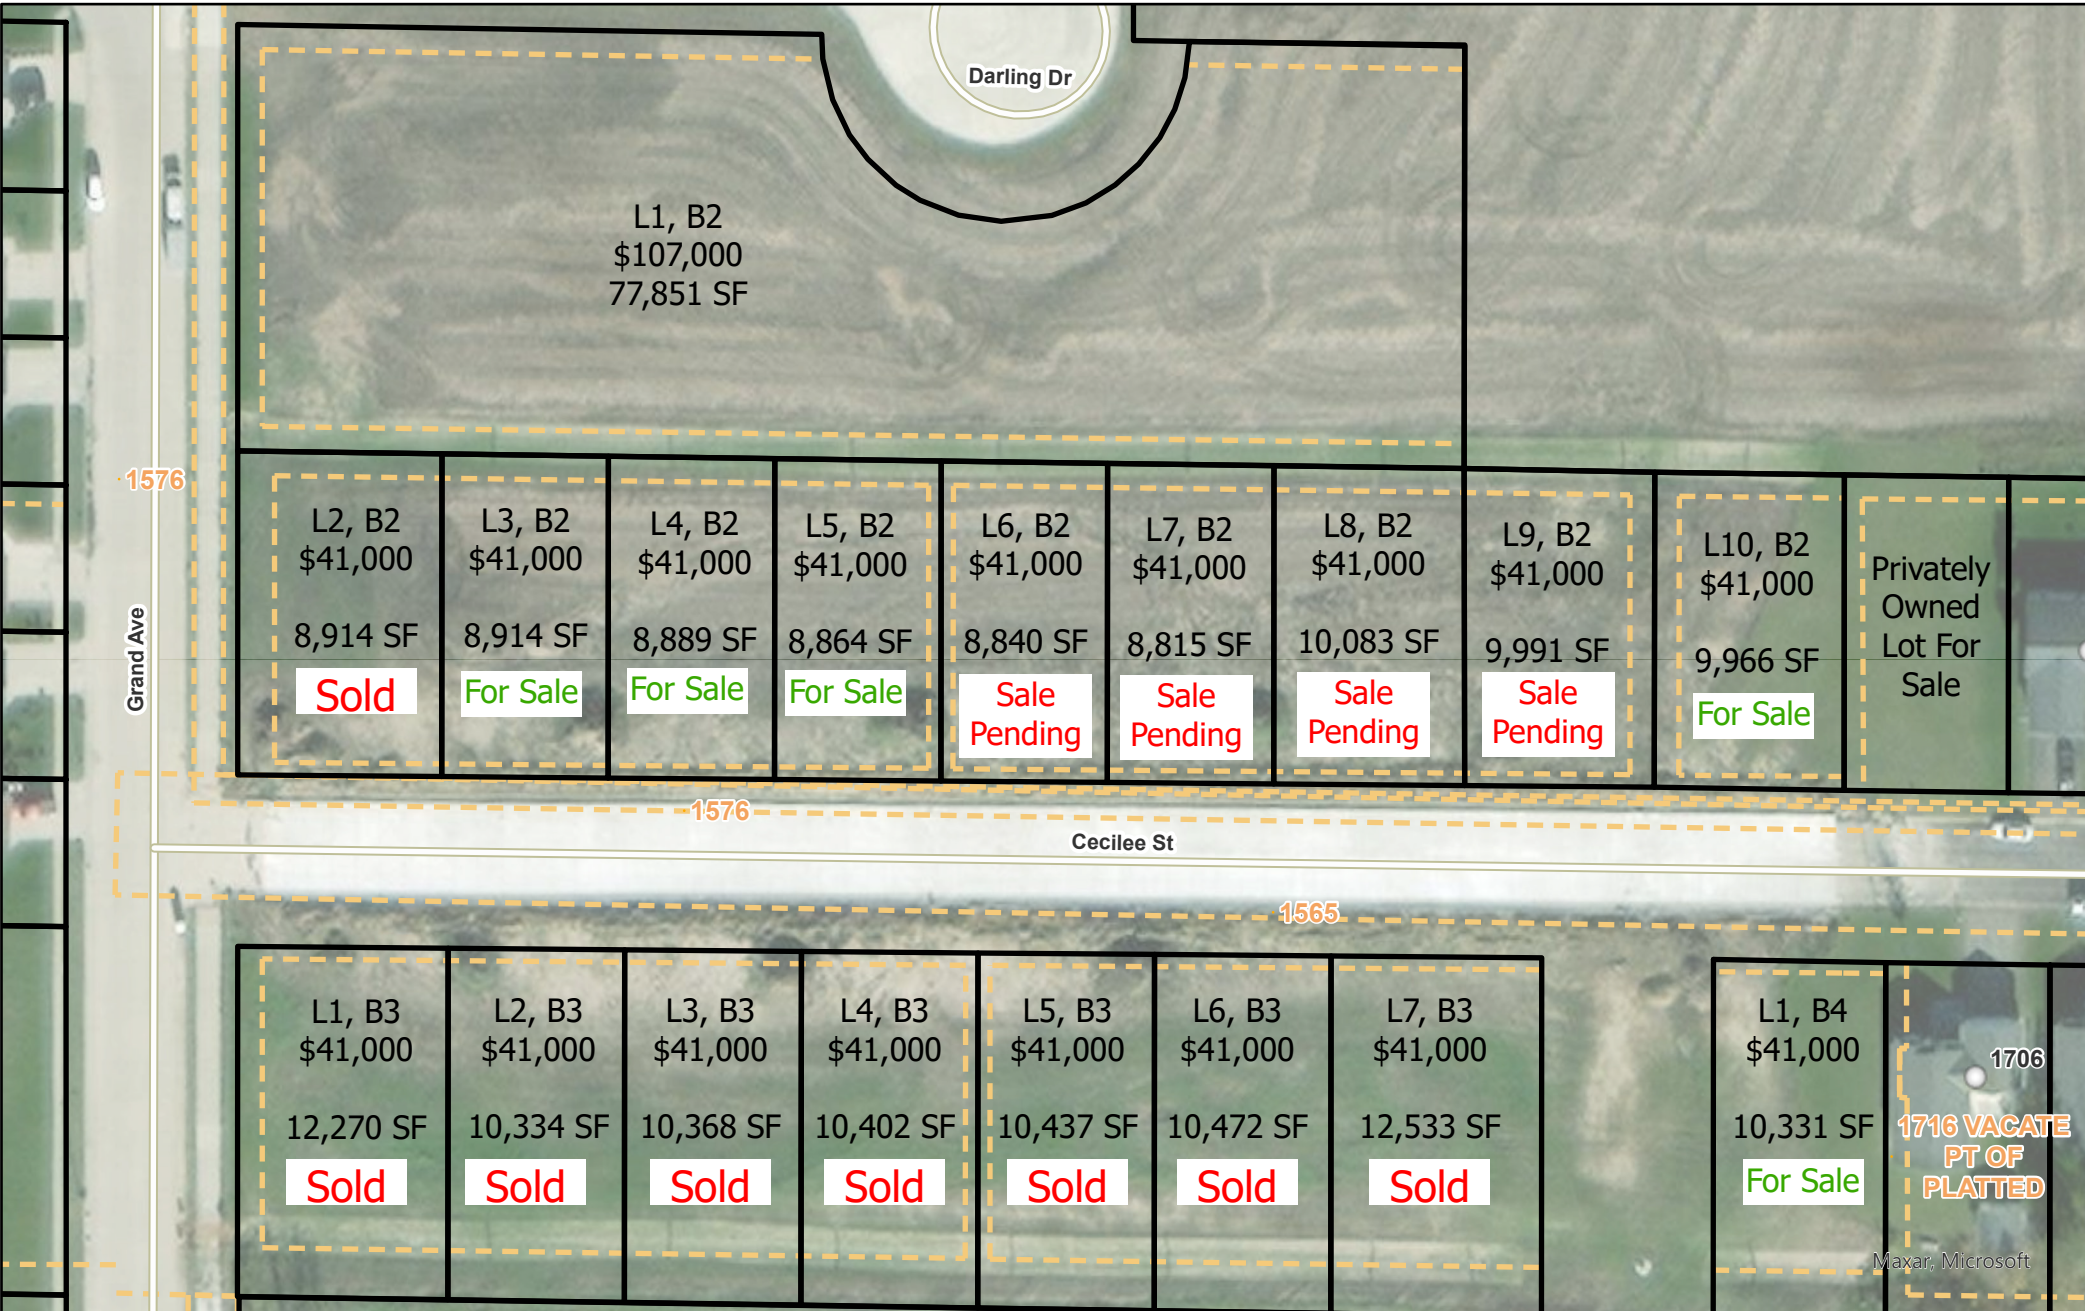 Darling Dr
L1, B2
$107,000
77,851 SF
1576
Grand Ave
L2, B2
$41,000
8,914 SF
Sold
L3, B2
$41,000
8,914 SF
For Sale
L4, B2
$41,000
8,889 SF
For Sale
L5, B2
$41,000
8,864 SF
For Sale
L6, B2
$41,000
8,840 SF
Sale
Pending
L7, B2
$41,000
8,815 SF
Sale
Pending
L8, B2
$41,000
10,083 SF
Sale
Pending
L9, B2
$41,000
9,991 SF
Sale
Pending
L10, B2
$41,000
9,966 SF
For Sale
Privately
Owned
Lot For
Sale
1576
Cecilee St
1565
L1, B3
$41,000
12,270 SF
Sold
L2, B3
$41,000
10,334 SF
Sold
L3, B3
$41,000
10,368 SF
Sold
L4, B3
$41,000
10,402 SF
Sold
L5, B3
$41,000
10,437 SF
Sold
L6, B3
$41,000
10,472 SF
Sold
L7, B3
$41,000
12,533 SF
Sold
L1, B4
$41,000
10,331 SF
For Sale
1706
1716 VACATE
PT OF
PLATTED
Maxar, Microsoft